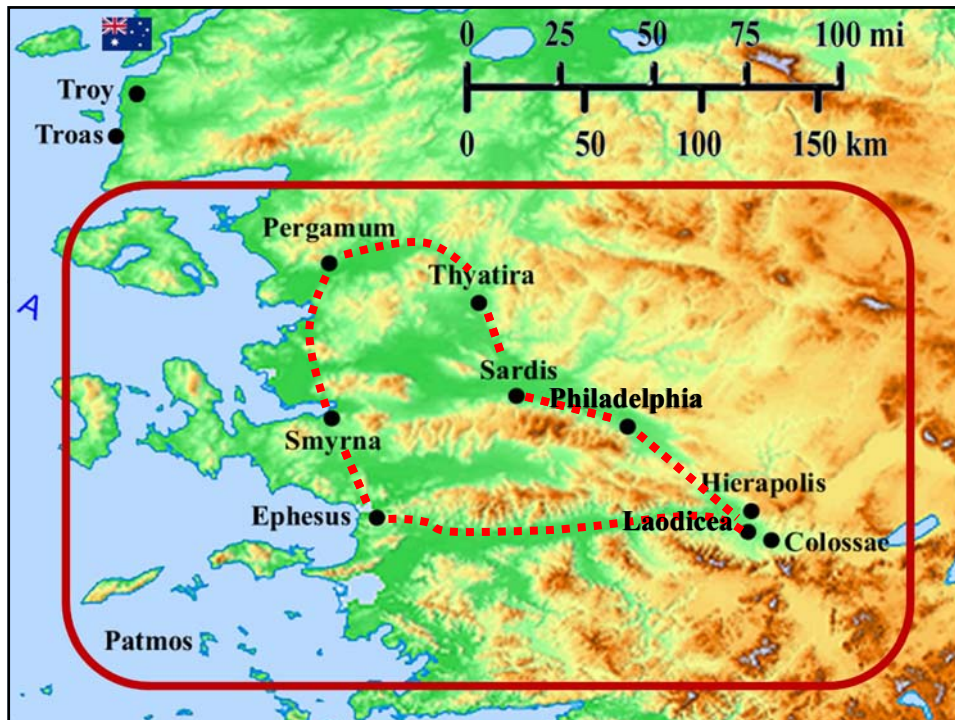 0 25 50 75 100 mi
0 50 100 150 km
Troy
Troas
Pergamum
Thyatira
A
Sardis
Philadelphia
Smyrna
Hierapolis
Ephesus
Laodicea
Colossae
Patmos